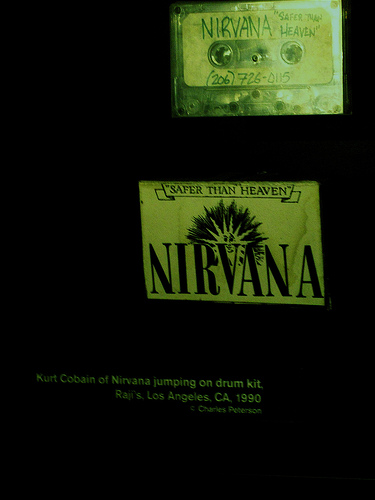 NIRVANA "SAFER THAN
HEAVEN"
(206) 726-0115
"SAFER THAN HEAVEN"
NIRVANA
Kurt Cobain of Nirvana jumping on drum kit,
Raji's, Los Angeles, CA, 1990
© Charles Peterson